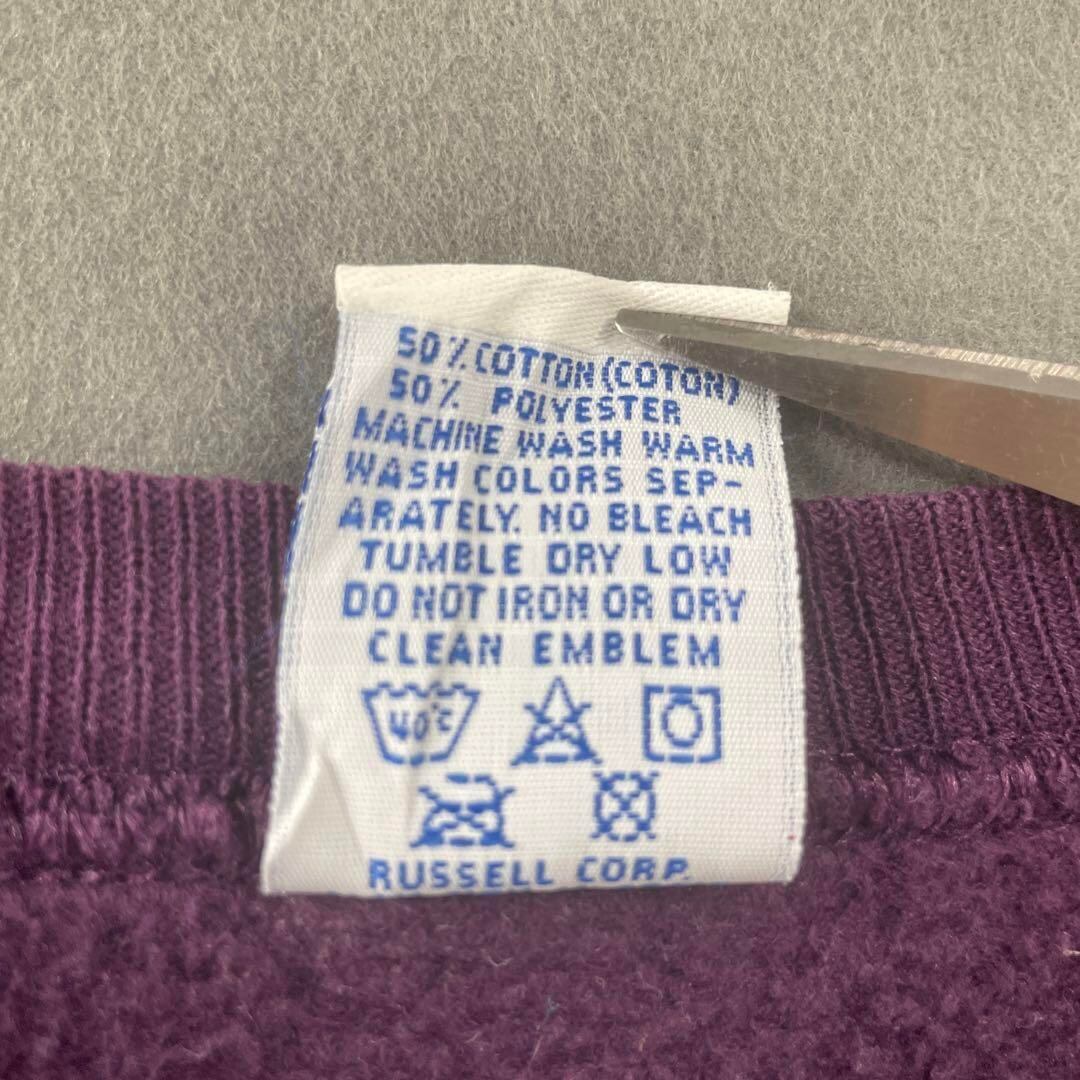 50% COTTON (COTON)
50% POLYESTER
MACHINE WASH WARM
WASH COLORS SEP-
ARATELY. NO BLEACH
TUMBLE DRY LOW
DO NOT IRON OR DRY
CLEAN EMBLEM
40°C
RUSSELL CORP.